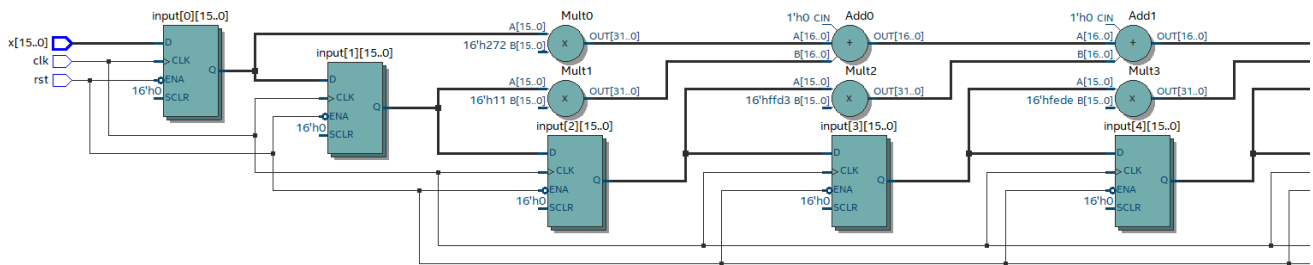 input[0][15..0]
x[15..0]
clk
rst
D
CLK
ENA
SCLR
Q
16'h0
input[1][15..0]
D
CLK
ENA
SCLR
Q
16'h0
Mult0
A[15..0]
16'h272 B[15..0]
x
OUT[31..0]
Mult1
A[15..0]
16'h11 B[15..0]
x
OUT[31..0]
input[2][15..0]
D
CLK
ENA
SCLR
Q
16'h0
Add0
1'h0 CIN
A[16..0]
B[16..0]
+
OUT[16..0]
Mult2
A[15..0]
16'hffd3 B[15..0]
x
OUT[31..0]
input[3][15..0]
D
CLK
ENA
SCLR
Q
16'h0
Add1
1'h0 CIN
A[16..0]
B[16..0]
+
OUT[16..0]
Mult3
A[15..0]
16'hfede B[15..0]
x
OUT[31..0]
input[4][15..0]
D
CLK
ENA
SCLR
Q
16'h0